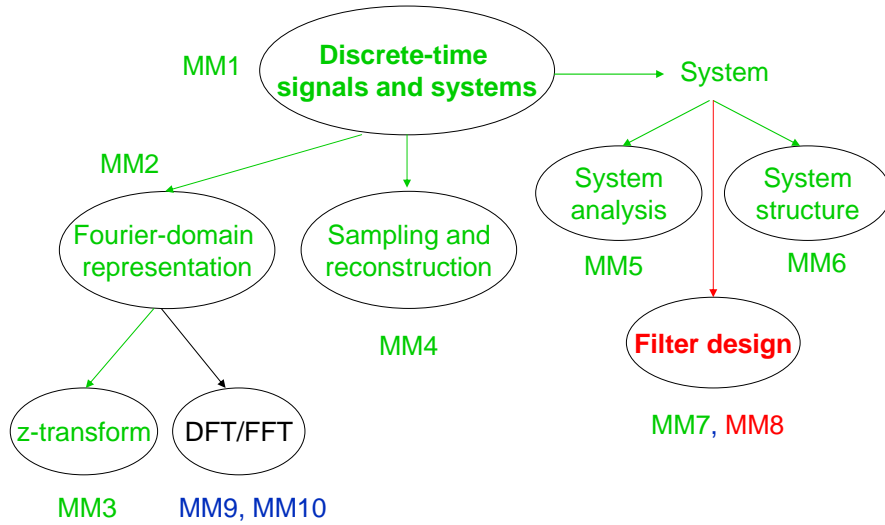 MM1
Discrete-time
signals and systems
System
MM2
System
analysis
System
structure
Fourier-domain
representation
Sampling and
reconstruction
MM5
MM6
MM4
Filter design
z-transform
DFT/FFT
MM7, MM8
MM3
MM9, MM10